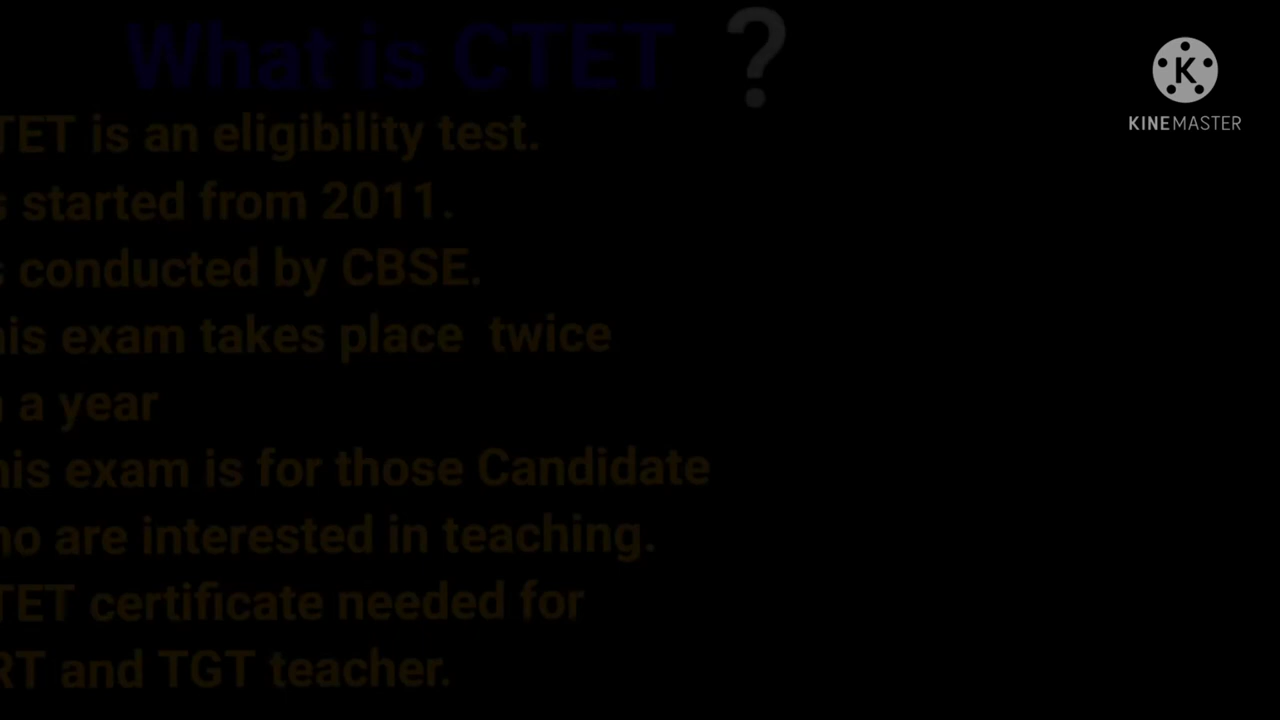 What is CTET ?
TET is an eligibility test.
s started from 2011.
s conducted by CBSE.
his exam takes place twice
a year
his exam is for those Candidate
ho are interested in teaching.
TET certificate needed for
RT and TGT teacher.
K
KINEMASTER